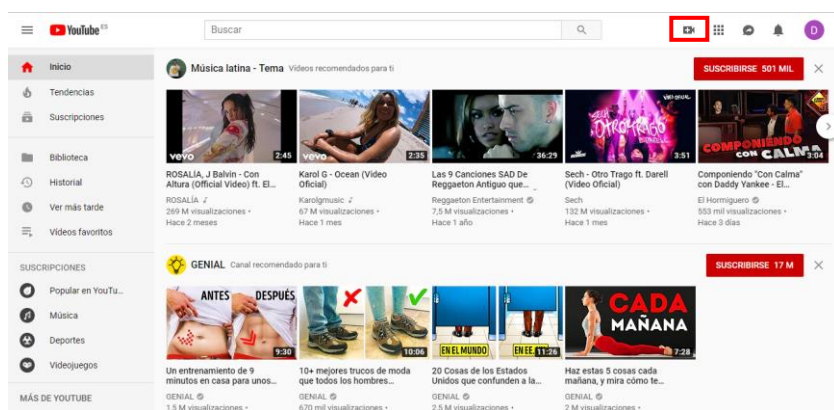 YouTube ES
Buscar
D
Inicio
Tendencias
Suscripciones
Biblioteca
Historial
Ver más tarde
Vídeos favoritos
SUSCRIPCIONES
Popular en YouTu...
Música
Deportes
Videojuegos
MÁS DE YOUTUBE
Música latina - Tema Vídeos recomendados para ti
SUSCRIBIRSE 501 MIL
vevo
2:45
ROSALÍA, J Balvin - Con
Altura (Official Video) ft. El...
ROSALÍA
269 M visualizaciones •
Hace 2 meses
vevo
2:35
Karol G - Ocean (Video
Oficial)
Karolgmusic
67 M visualizaciones •
Hace 1 mes
36:29
Las 9 Canciones SAD De
Reggaeton Antiguo que...
Reggaeton Entertainment
7,5 M visualizaciones •
Hace 1 año
SECH
OTRO TRAGO
3:51
Sech - Otro Trago ft. Darell
(Video Oficial)
Sech
132 M visualizaciones •
Hace 1 mes
COMPONIENDO
CON CALMA
3:04
Componiendo "Con Calma"
con Daddy Yankee - El...
El Hormiguero
553 mil visualizaciones •
Hace 3 días
GENIAL Canal recomendado para ti
SUSCRIBIRSE 17 M
ANTES DESPUÉS
9:30
Un entrenamiento de 9
minutos en casa para unos...
GENIAL
1,5 M visualizaciones •
10:06
10+ mejores trucos de moda
que todos los hombres...
GENIAL
670 mil visualizaciones •
EN EL MUNDO
EN EE.
11:26
20 Cosas de los Estados
Unidos que confunden a la...
GENIAL
2,5 M visualizaciones •
CADA
MAÑANA
7:28
Haz estas 5 cosas cada
mañana, y mira cómo te...
GENIAL
2 M visualizaciones •